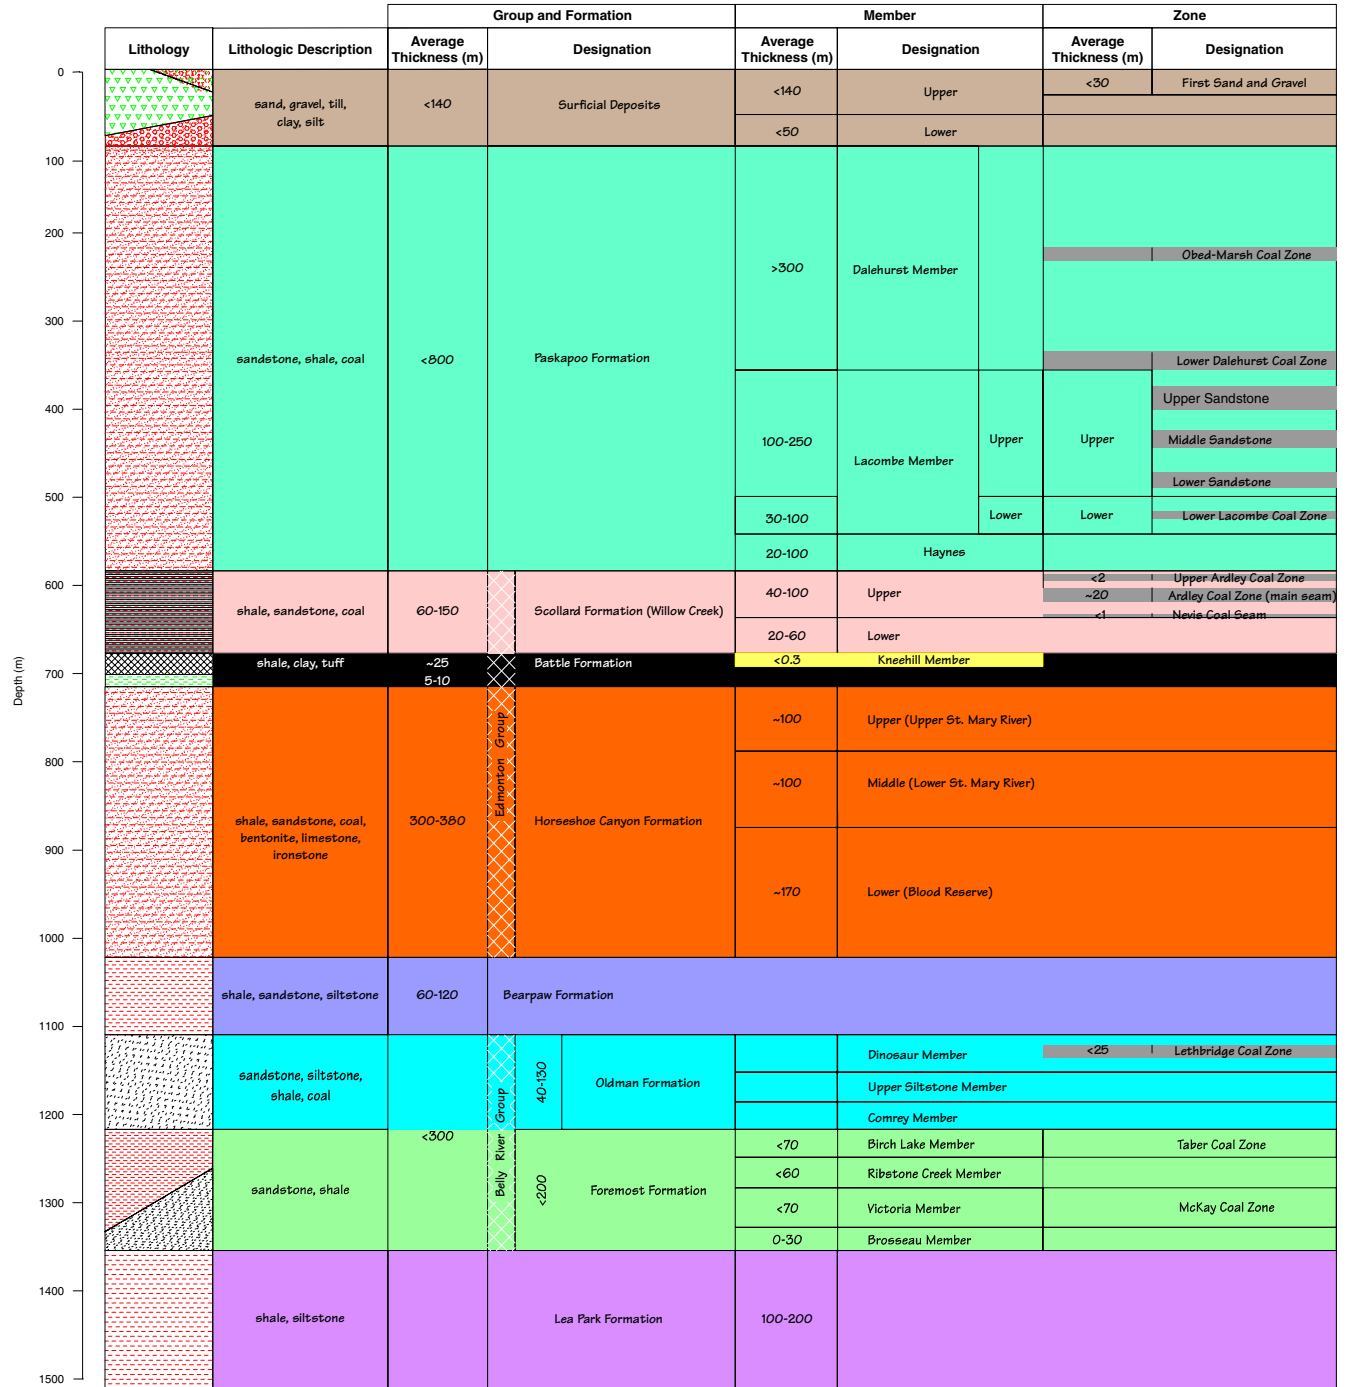 Group and Formation
Member
Zone
Lithology
Lithologic Description
Average
Thickness (m)
Designation
Average
Thickness (m)
Designation
Average
Thickness (m)
Designation
Depth (m)
0
100
200
300
400
500
600
700
800
900
1000
1100
1200
1300
1400
1500
sand, gravel, till,
clay, silt
<140
Surficial Deposits
<140
Upper
<50
Lower
<30
First Sand and Gravel
sandstone, shale, coal
<800
Paskapoo Formation
>300
Dalehurst Member
Obed-Marsh Coal Zone
Lower Dalehurst Coal Zone
100-250
Lacombe Member
Upper
Upper
Upper Sandstone
Middle Sandstone
Lower Sandstone
30-100
Lower
Lower
Lower Lacombe Coal Zone
20-100
Haynes
shale, sandstone, coal
60-150
Scollard Formation (Willow Creek)
40-100
Upper
<2
Upper Ardley Coal Zone
~20
Ardley Coal Zone (main seam)
<1
Nevis Coal Seam
20-60
Lower
shale, clay, tuff
~25
Battle Formation
<0.3
Kneehill Member
5-10
Edmonton Group
shale, sandstone, coal,
bentonite, limestone,
ironstone
300-380
Horseshoe Canyon Formation
~100
Upper (Upper St. Mary River)
~100
Middle (Lower St. Mary River)
~170
Lower (Blood Reserve)
shale, sandstone, siltstone
60-120
Bearpaw Formation
sandstone, siltstone,
shale, coal
<300
Belly River Group
40-130
Oldman Formation
Dinosaur Member
<25
Lethbridge Coal Zone
Upper Siltstone Member
Comrey Member
sandstone, shale
<200
Foremost Formation
<70
Birch Lake Member
Taber Coal Zone
<60
Ribstone Creek Member
<70
Victoria Member
McKay Coal Zone
0-30
Brosseau Member
shale, siltstone
Lea Park Formation
100-200